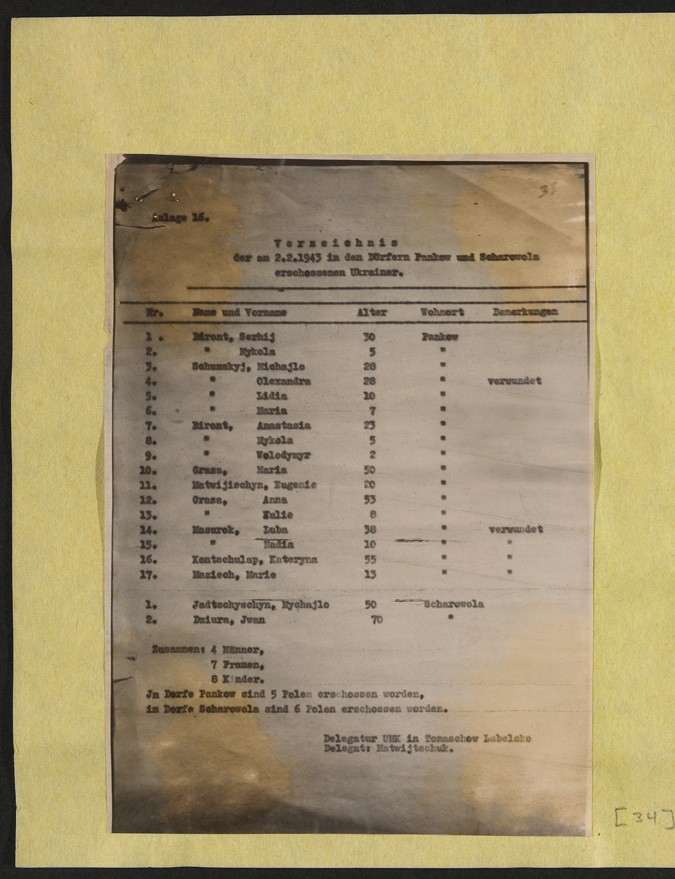 35
Anlage 16.
Verzeichnis
der am 2.2.1943 in den Dörfern Pankow und Scharowola
erschossenen Ukrainer.
Nr. Name und Vorname Alter Wohnort Bemerkungen
1. Biront, Serhij 30 Pankow
2. " Mykola 5 "
3. Schumskyj, Michajlo 28 "
4. " Olexandra 28 " verwundet
5. " Lidia 10 "
6. " Maria 7 "
7. Biront, Anastasia 23 "
8. " Mykola 5 "
9. " Wolodymyr 2 "
10. Grasa, Maria 50 "
11. Matwijischyn, Eugenie 20 "
12. Grasa, Anna 53 "
13. " Julie 8 "
14. Masurok, Luba 38 " verwundet
15. " Nadia 10 " "
16. Kontschulap, Kateryna 55 " "
17. Masiech, Marie 13 " "
1. Jadtschyschyn, Mychajlo 50 Scharowola
2. Dziura, Jwan 70 "
Zusammen: 4 Männer,
7 Frauen,
8 Kinder.
Jn Dorfe Pankow sind 5 Polen erschossen worden,
im Dorfe Scharowola sind 6 Polen erschossen worden.
Delegatur UHK in Tomaschow Lubelsko
Delegat: Matwijtschuk.
[34]